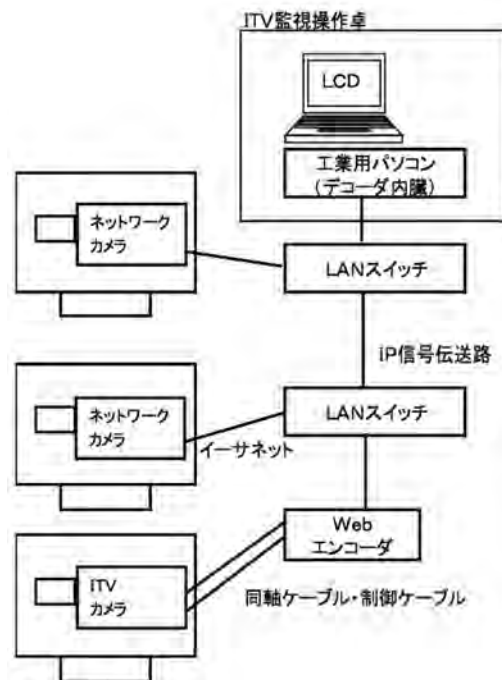 ITV監視操作卓
LCD
工業用パソコン
(デコーダ内臓)
ネットワーク
カメラ
LANスイッチ
iP信号伝送路
ネットワーク
カメラ
LANスイッチ
イーサネット
Web
エンコーダ
ITV
カメラ
同軸ケーブル・制御ケーブル